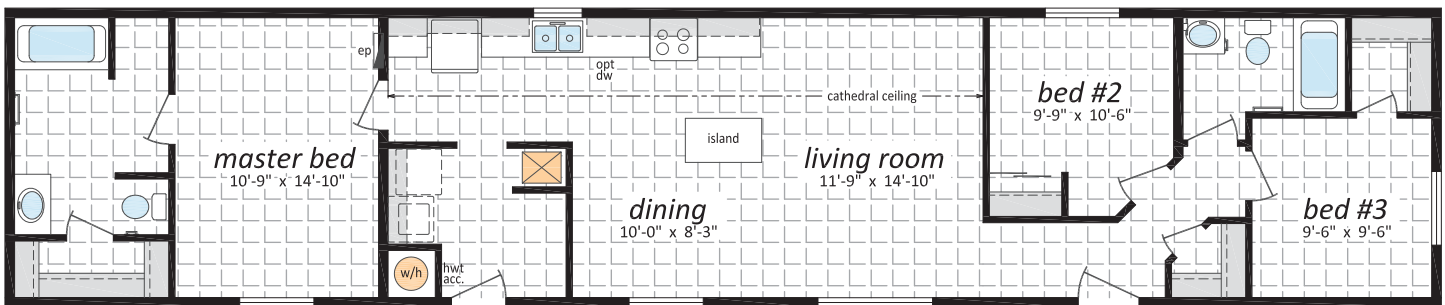 master bed
10'-9" x 14'-10"
ep
opt
dw
cathedral ceiling
island
living room
11'-9" x 14'-10"
dining
10'-0" x 8'-3"
w/h
hwt
acc.
bed #2
9'-9" x 10'-6"
bed #3
9'-6" x 9'-6"